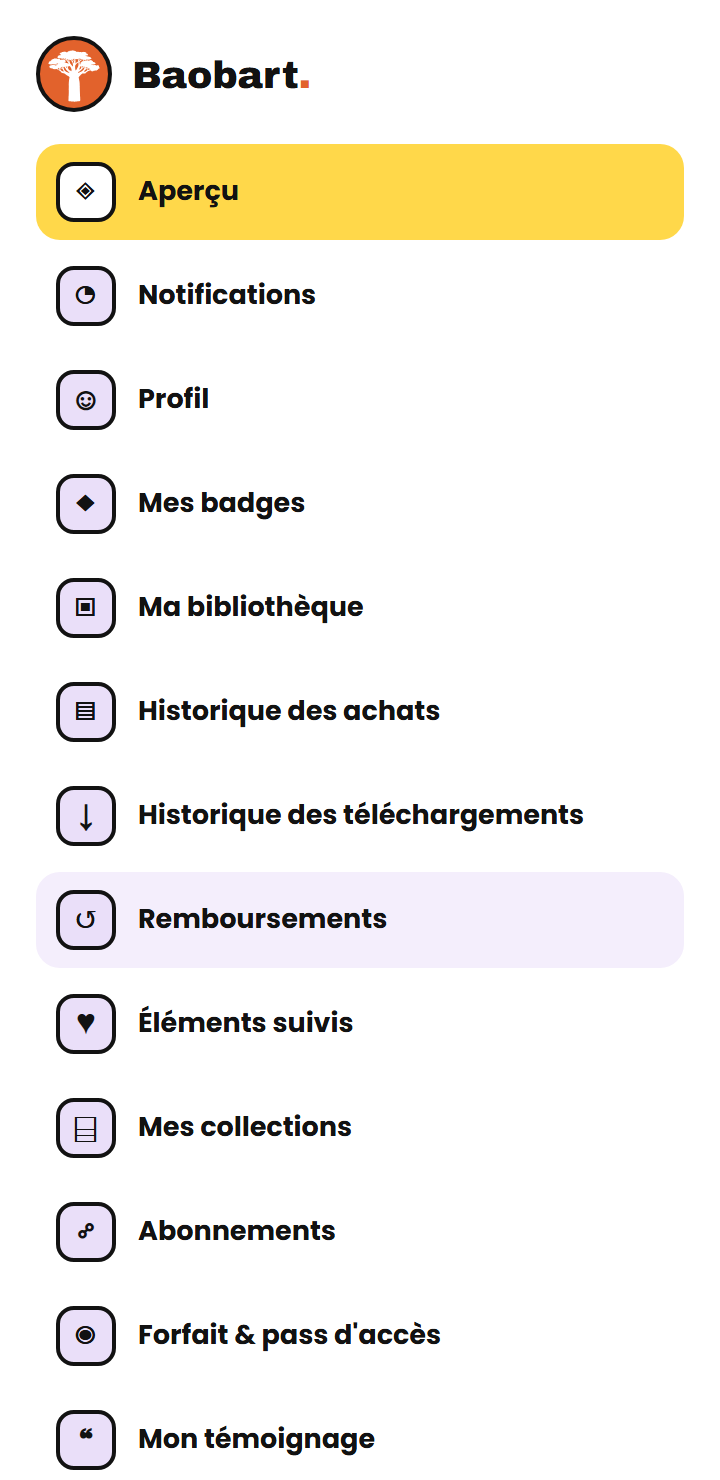 Baobart.
Aperçu
Notifications
Profil
Mes badges
Ma bibliothèque
Historique des achats
Historique des téléchargements
Remboursements
Éléments suivis
Mes collections
Abonnements
Forfait & pass d'accès
Mon témoignage